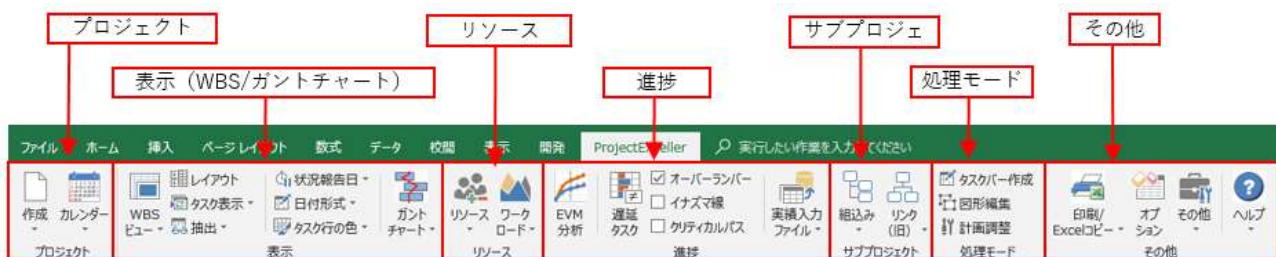 プロジェクト
リソース
サブプロジェ
その他
表示（WBS/ガントチャート）
進捗
処理モード
ファイル ホーム 挿入 ページ レイアウト 数式 データ 校閲 表示 開発 ProjectExceller 実行したい作業を入力してください
作成
カレンダー
プロジェクト
WBS
ビュー
レイアウト
タスク表示
抽出
状況報告日
日付形式
タスク行の色
ガント
チャート
表示
リソース
ワーク
ロード
リソース
EVM
分析
遅延
タスク
オーバーランバー
イナズマ線
クリティカルパス
実績入力
ファイル
進捗
組込み
リンク
(旧)
サブプロジェクト
タスクバー作成
図形編集
計画調整
処理モード
印刷/
Excelコピー
オプ
ション
その他
ヘルプ
その他